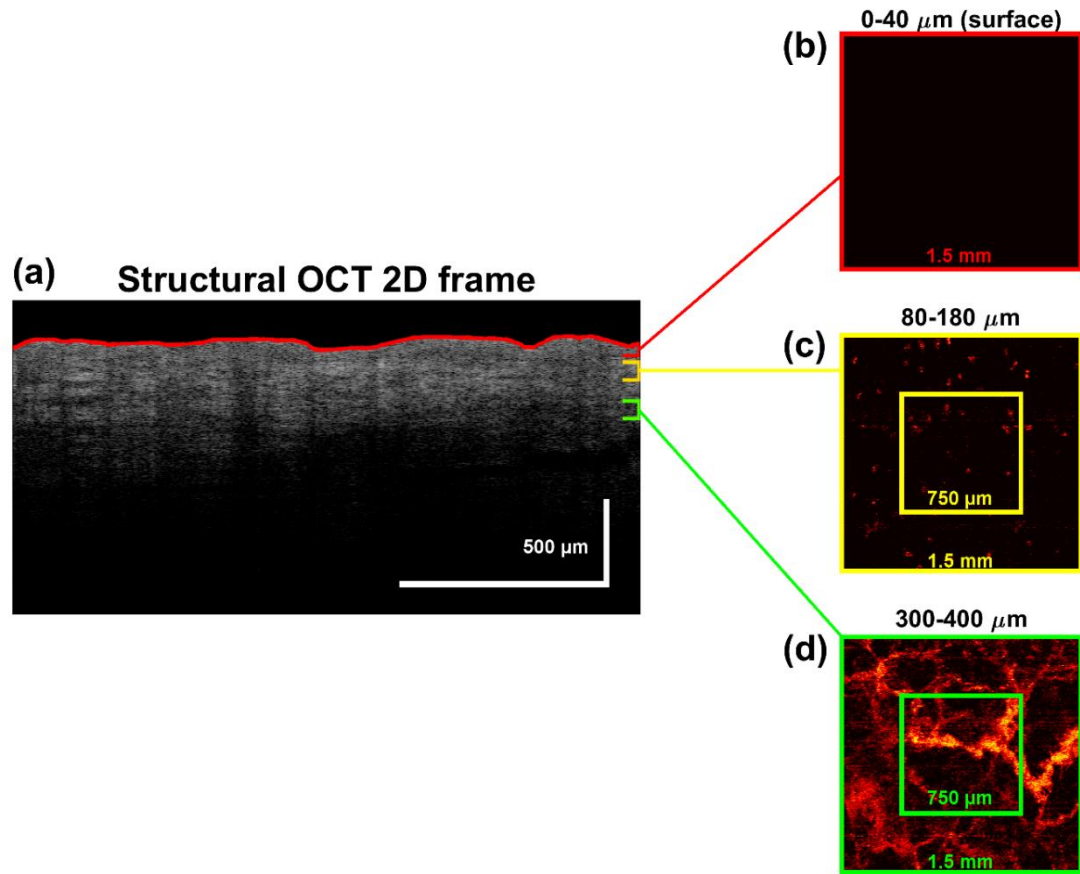 (a)
Structural OCT 2D frame
500 µm
(b)
0-40 µm (surface)
1.5 mm
(c)
80-180 µm
750 µm
1.5 mm
(d)
300-400 µm
750 µm
1.5 mm